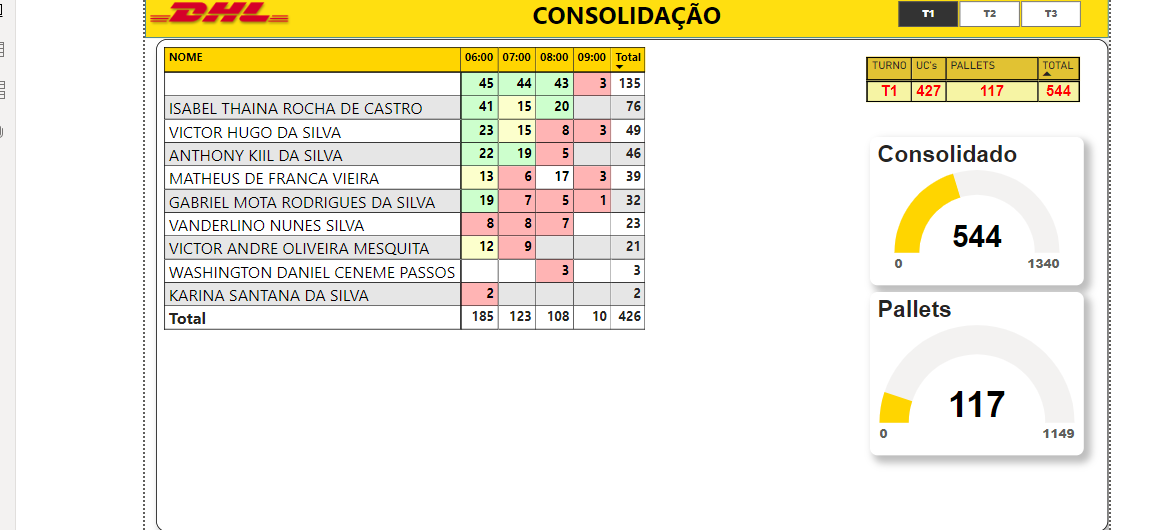 DHL CONSOLIDAÇÃO T1 T2 T3
NOME 06:00 07:00 08:00 09:00 Total
45 44 43 3 135
ISABEL THAINA ROCHA DE CASTRO 41 15 20 76
VICTOR HUGO DA SILVA 23 15 8 3 49
ANTHONY KIIL DA SILVA 22 19 5 46
MATHEUS DE FRANCA VIEIRA 13 6 17 3 39
GABRIEL MOTA RODRIGUES DA SILVA 19 7 5 1 32
VANDERLINO NUNES SILVA 8 8 7 23
VICTOR ANDRE OLIVEIRA MESQUITA 12 9 21
WASHINGTON DANIEL CENEME PASSOS 3 3
KARINA SANTANA DA SILVA 2 2
Total 185 123 108 10 426
TURNO UC's PALLETS TOTAL
T1 427 117 544
Consolidado
544
0 1340
Pallets
117
0 1149